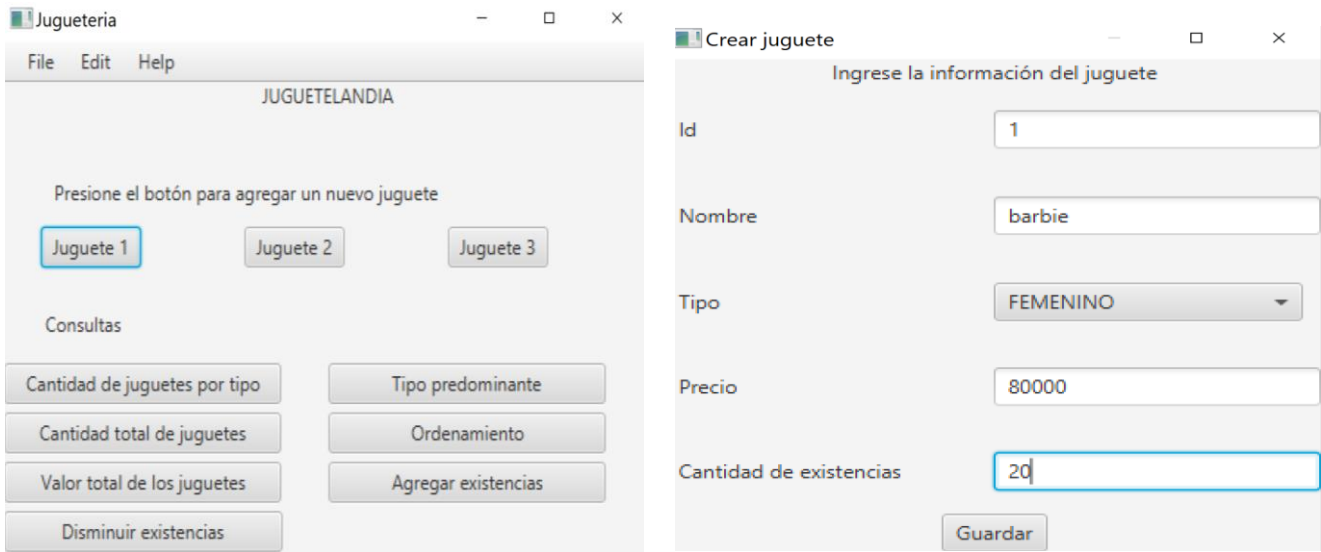 Jugueteria
File Edit Help
JUGUETELANDIA
Presione el botón para agregar un nuevo juguete
Juguete 1 Juguete 2 Juguete 3
Consultas
Cantidad de juguetes por tipo Tipo predominante
Cantidad total de juguetes Ordenamiento
Valor total de los juguetes Agregar existencias
Disminuir existencias
Crear juguete
Ingrese la información del juguete
Id 1
Nombre barbie
Tipo FEMENINO
Precio 80000
Cantidad de existencias 20
Guardar